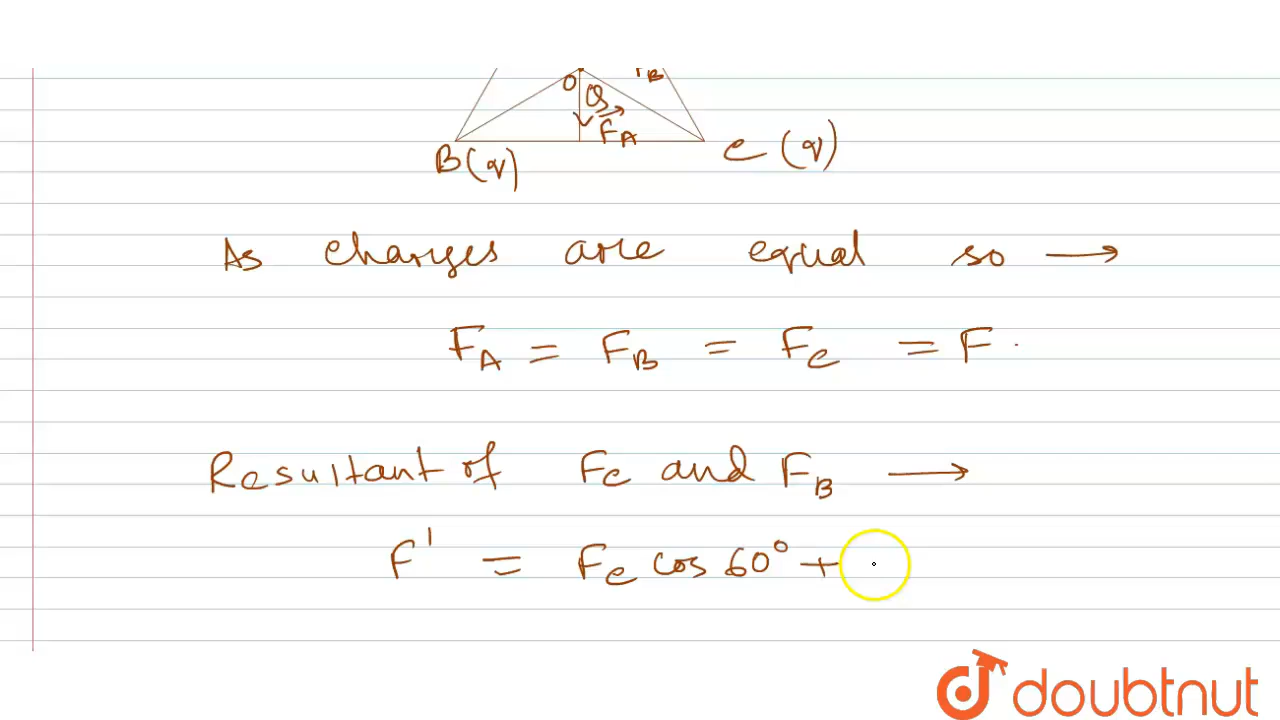 O
Q
F_B
F_A
B(q)
C (q)
As charges are equal so →
F_A = F_B = F_C = F .
Resultant of F_C and F_B →
F' = F_C cos 60° +
doubtnut